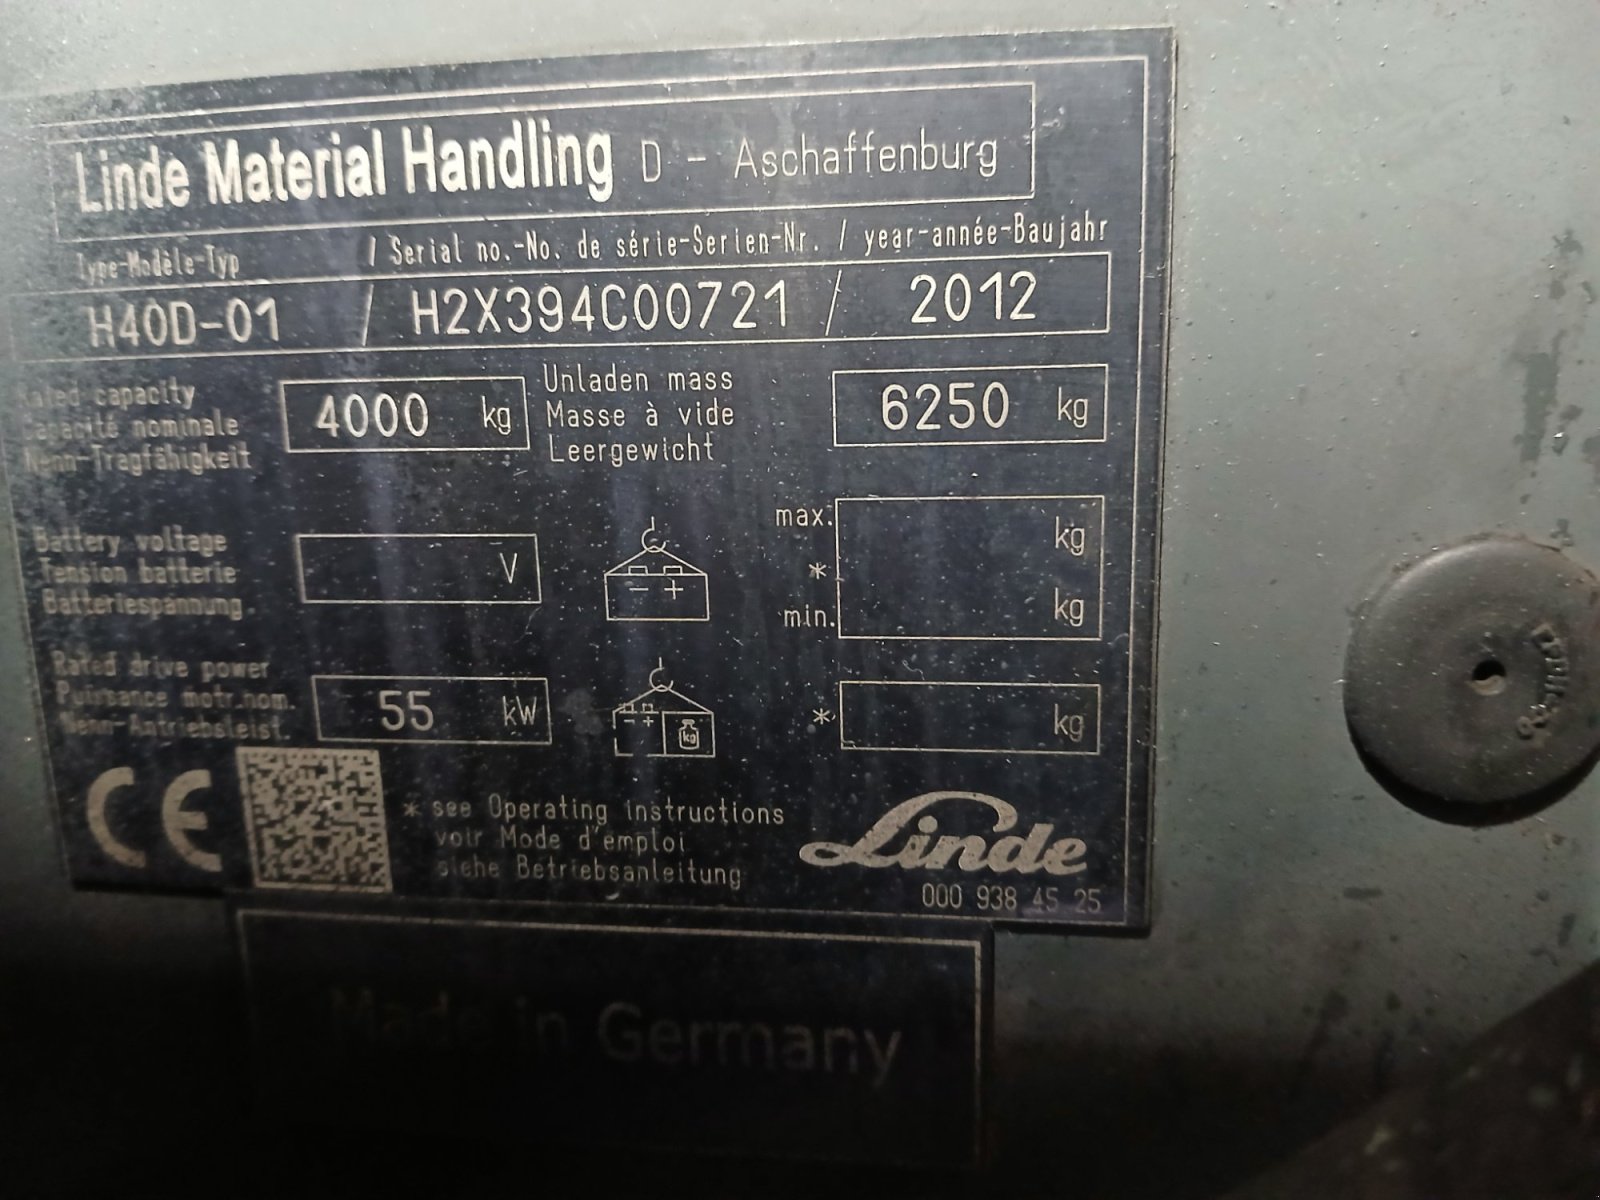 Linde Material Handling D - Aschaffenburg
Type-Modèle-Typ / Serial no.-No. de série-Serien-Nr. / year-année-Baujahr
H40D-01 / H2X394C00721 / 2012
Rated capacity
Capacité nominale
Nenn-Tragfähigkeit
4000 kg
Unladen mass
Masse à vide
Leergewicht
6250 kg
Battery voltage
Tension batterie
Batteriespannung
V
- +
max. kg
*
min. kg
Rated drive power
Puissance motr.nom.
Nenn-Antriebsleist.
55 kW
- + kg
* kg
CE
* see Operating instructions
voir Mode d'emploi
siehe Betriebsanleitung
Linde
000 938 45 25
Made in Germany